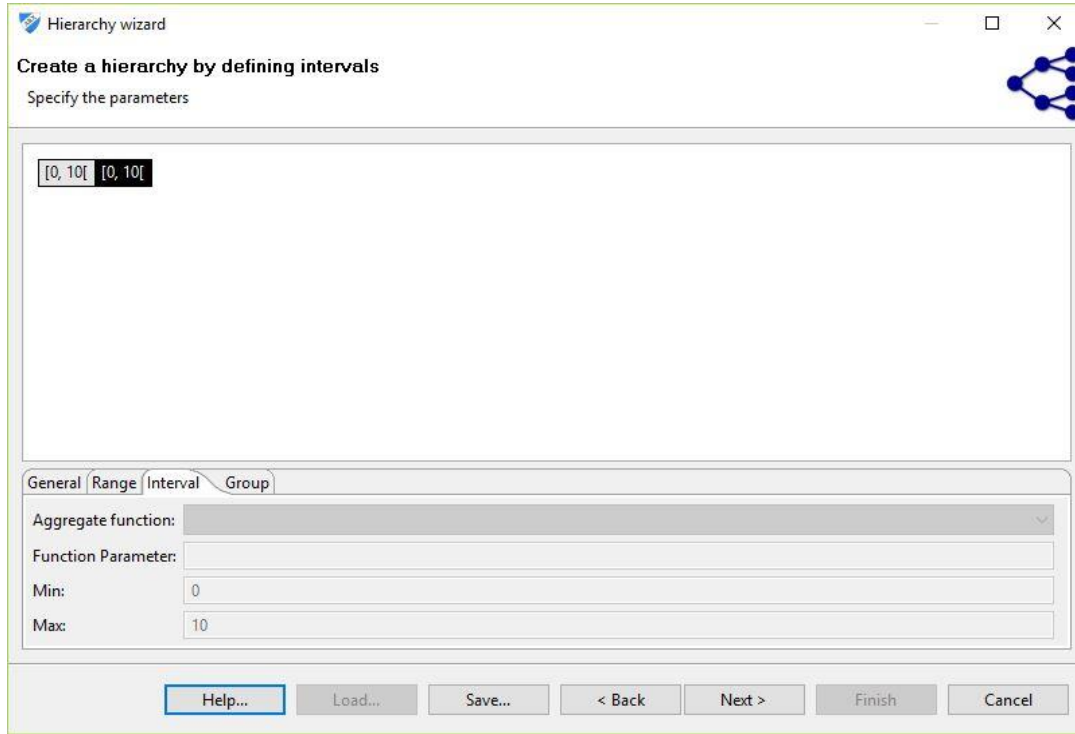 Hierarchy wizard
Create a hierarchy by defining intervals
Specify the parameters
[0, 10[ [0, 10[
General Range Interval Group
Aggregate function:
Function Parameter:
Min: 0
Max: 10
Help... Load... Save... < Back Next > Finish Cancel